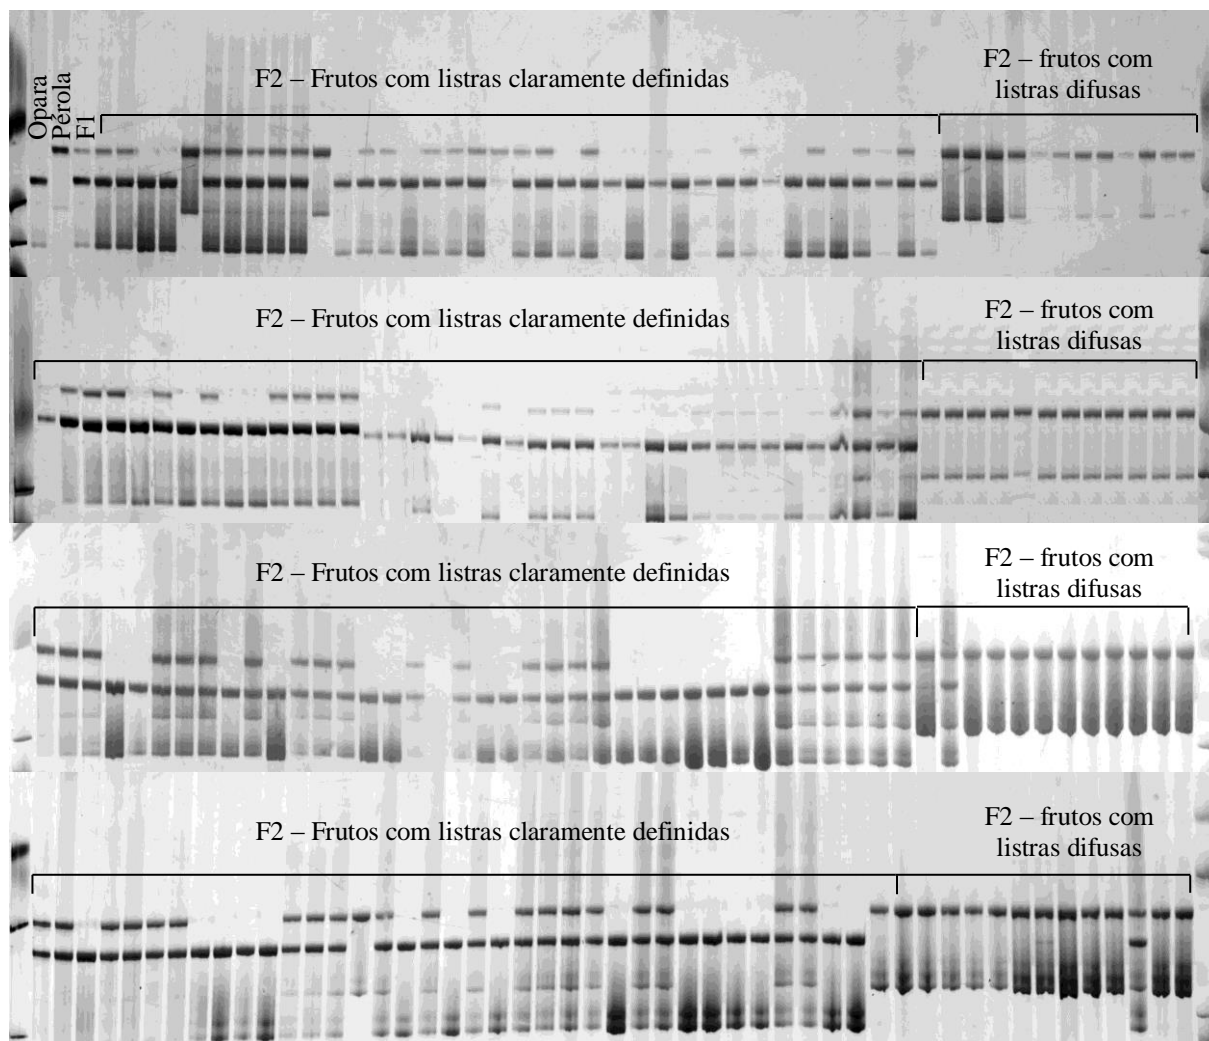 Opara
Pérola
F1
F2 – Frutos com listras claramente definidas
F2 – frutos com
listras difusas
F2 – Frutos com listras claramente definidas
F2 – frutos com
listras difusas
F2 – Frutos com listras claramente definidas
F2 – frutos com
listras difusas
F2 – Frutos com listras claramente definidas
F2 – frutos com
listras difusas